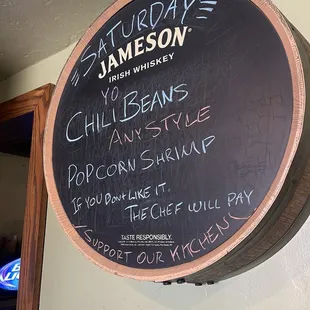 SATURDAY
JAMESON
IRISH WHISKEY
YO
CHILI BEANS
ANY STYLE
POPCORN SHRIMP
IF YOU DON'T LIKE IT.
THE CHEF WILL PAY
TASTE RESPONSIBLY.
(SUPPORT OUR KITCHEN!